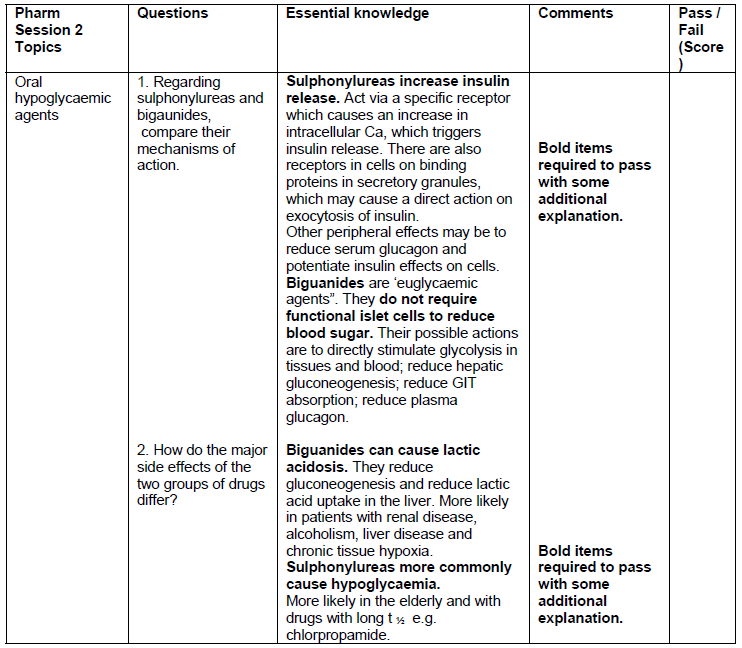 Pharm
Session 2
Topics
Questions
Essential knowledge
Comments
Pass /
Fail
(Score
)
Oral
hypoglycaemic
agents
1. Regarding
sulphonylureas and
bigaunides,
compare their
mechanisms of
action.
Sulphonylureas increase insulin
release. Act via a specific receptor
which causes an increase in
intracellular Ca, which triggers
insulin release. There are also
receptors in cells on binding
proteins in secretory granules,
which may cause a direct action on
exocytosis of insulin.
Other peripheral effects may be to
reduce serum glucagon and
potentiate insulin effects on cells.
Biguanides are ‘euglycaemic
agents”. They do not require
functional islet cells to reduce
blood sugar. Their possible actions
are to directly stimulate glycolysis in
tissues and blood; reduce hepatic
gluconeogenesis; reduce GIT
absorption; reduce plasma
glucagon.
Bold items
required to pass
with some
additional
explanation.
2. How do the major
side effects of the
two groups of drugs
differ?
Biguanides can cause lactic
acidosis. They reduce
gluconeogenesis and reduce lactic
acid uptake in the liver. More likely
in patients with renal disease,
alcoholism, liver disease and
chronic tissue hypoxia.
Sulphonylureas more commonly
cause hypoglycaemia.
More likely in the elderly and with
drugs with long t ½ e.g.
chlorpropamide.
Bold items
required to pass
with some
additional
explanation.